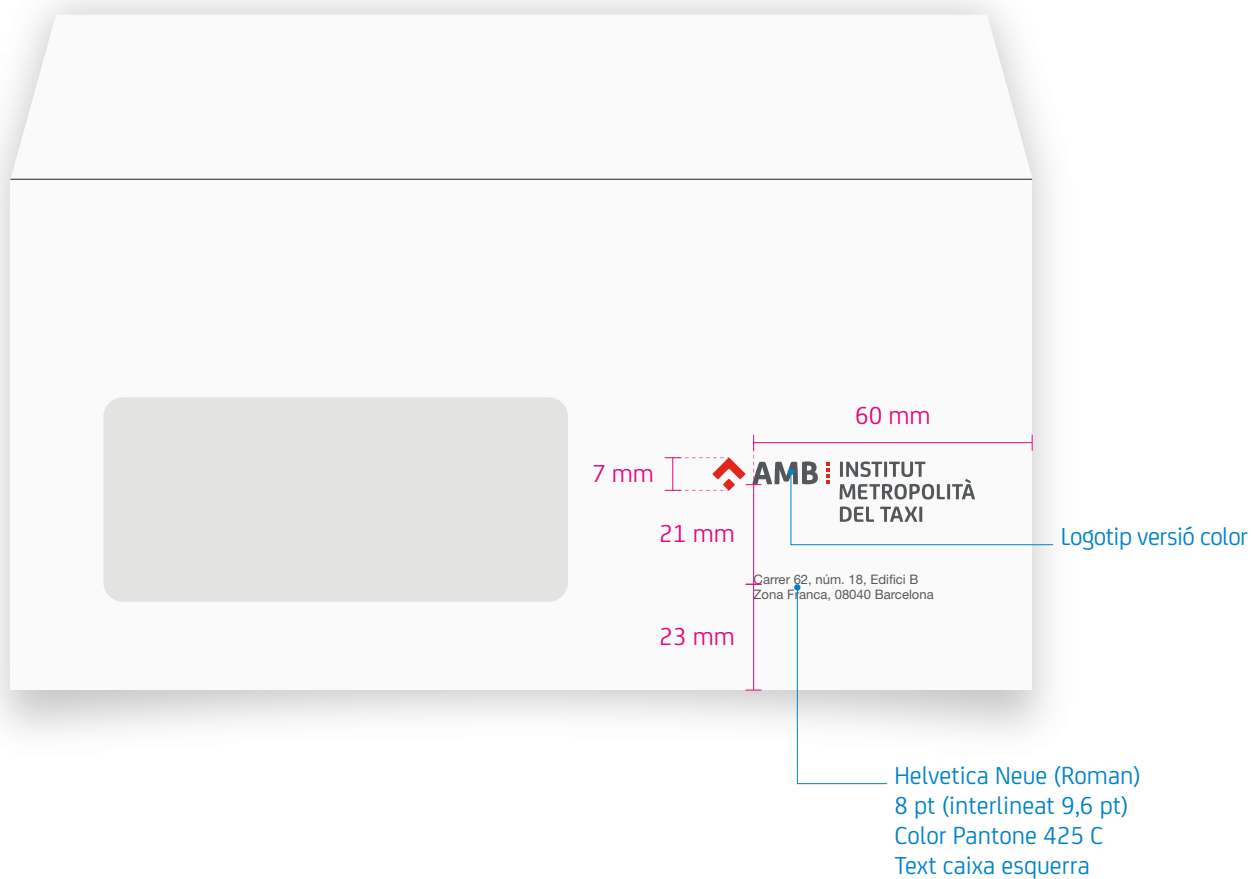 60 mm
7 mm
AMB
INSTITUT
METROPOLITÀ
DEL TAXI
21 mm
Logotip versió color
Carrer 62, núm. 18, Edifici B
Zona Franca, 08040 Barcelona
23 mm
Helvetica Neue (Roman)
8 pt (interlineat 9,6 pt)
Color Pantone 425 C
Text caixa esquerra